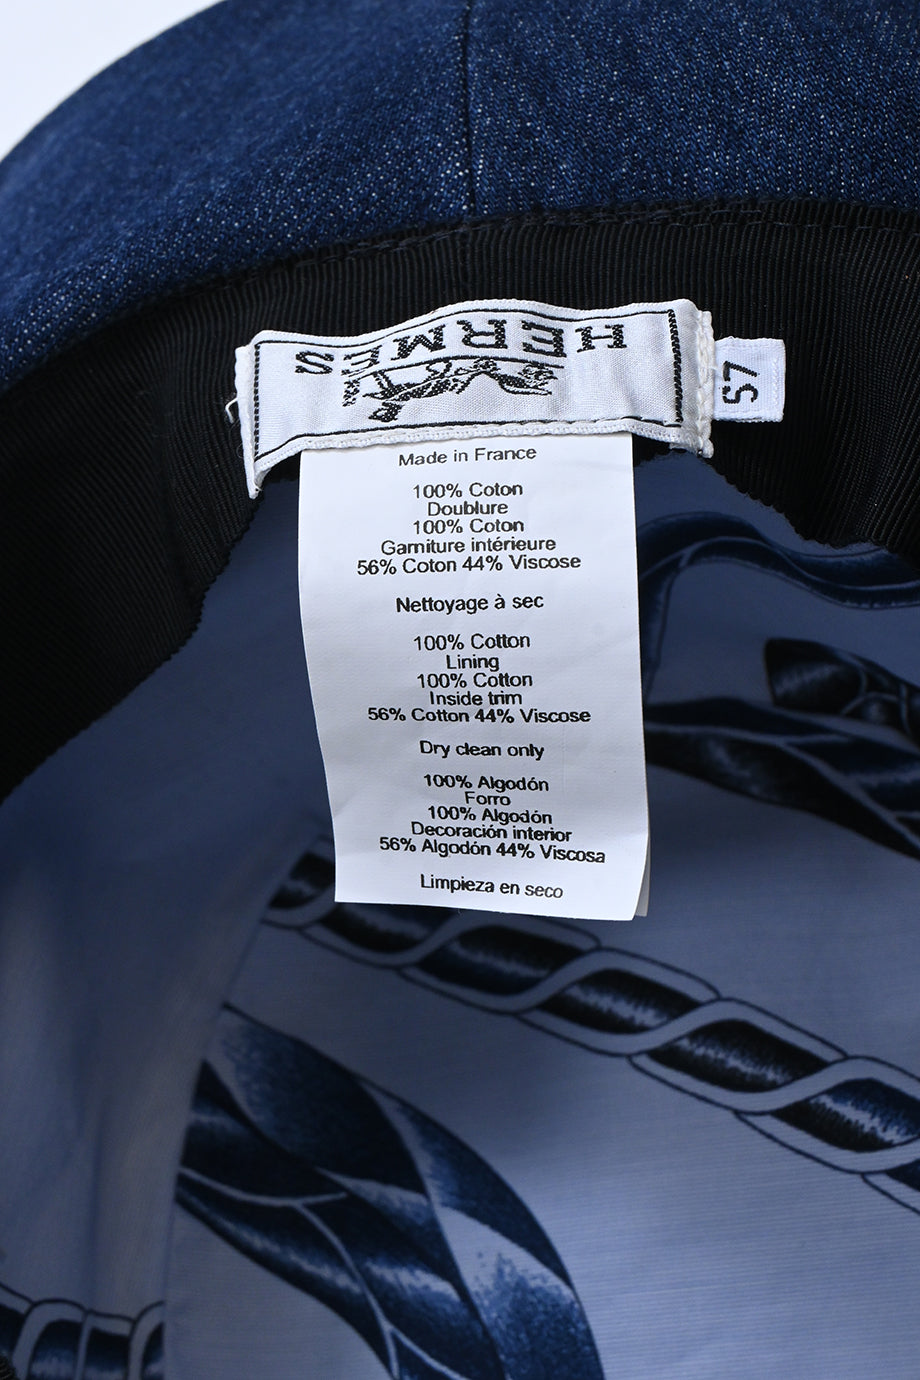 HERMES
57
Made in France
100% Coton
Doublure
100% Coton
Garniture intérieure
56% Coton 44% Viscose
Nettoyage à sec
100% Cotton
Lining
100% Cotton
Inside trim
56% Cotton 44% Viscose
Dry clean only
100% Algodón
Forro
100% Algodón
Decoración interior
56% Algodón 44% Viscosa
Limpieza en seco